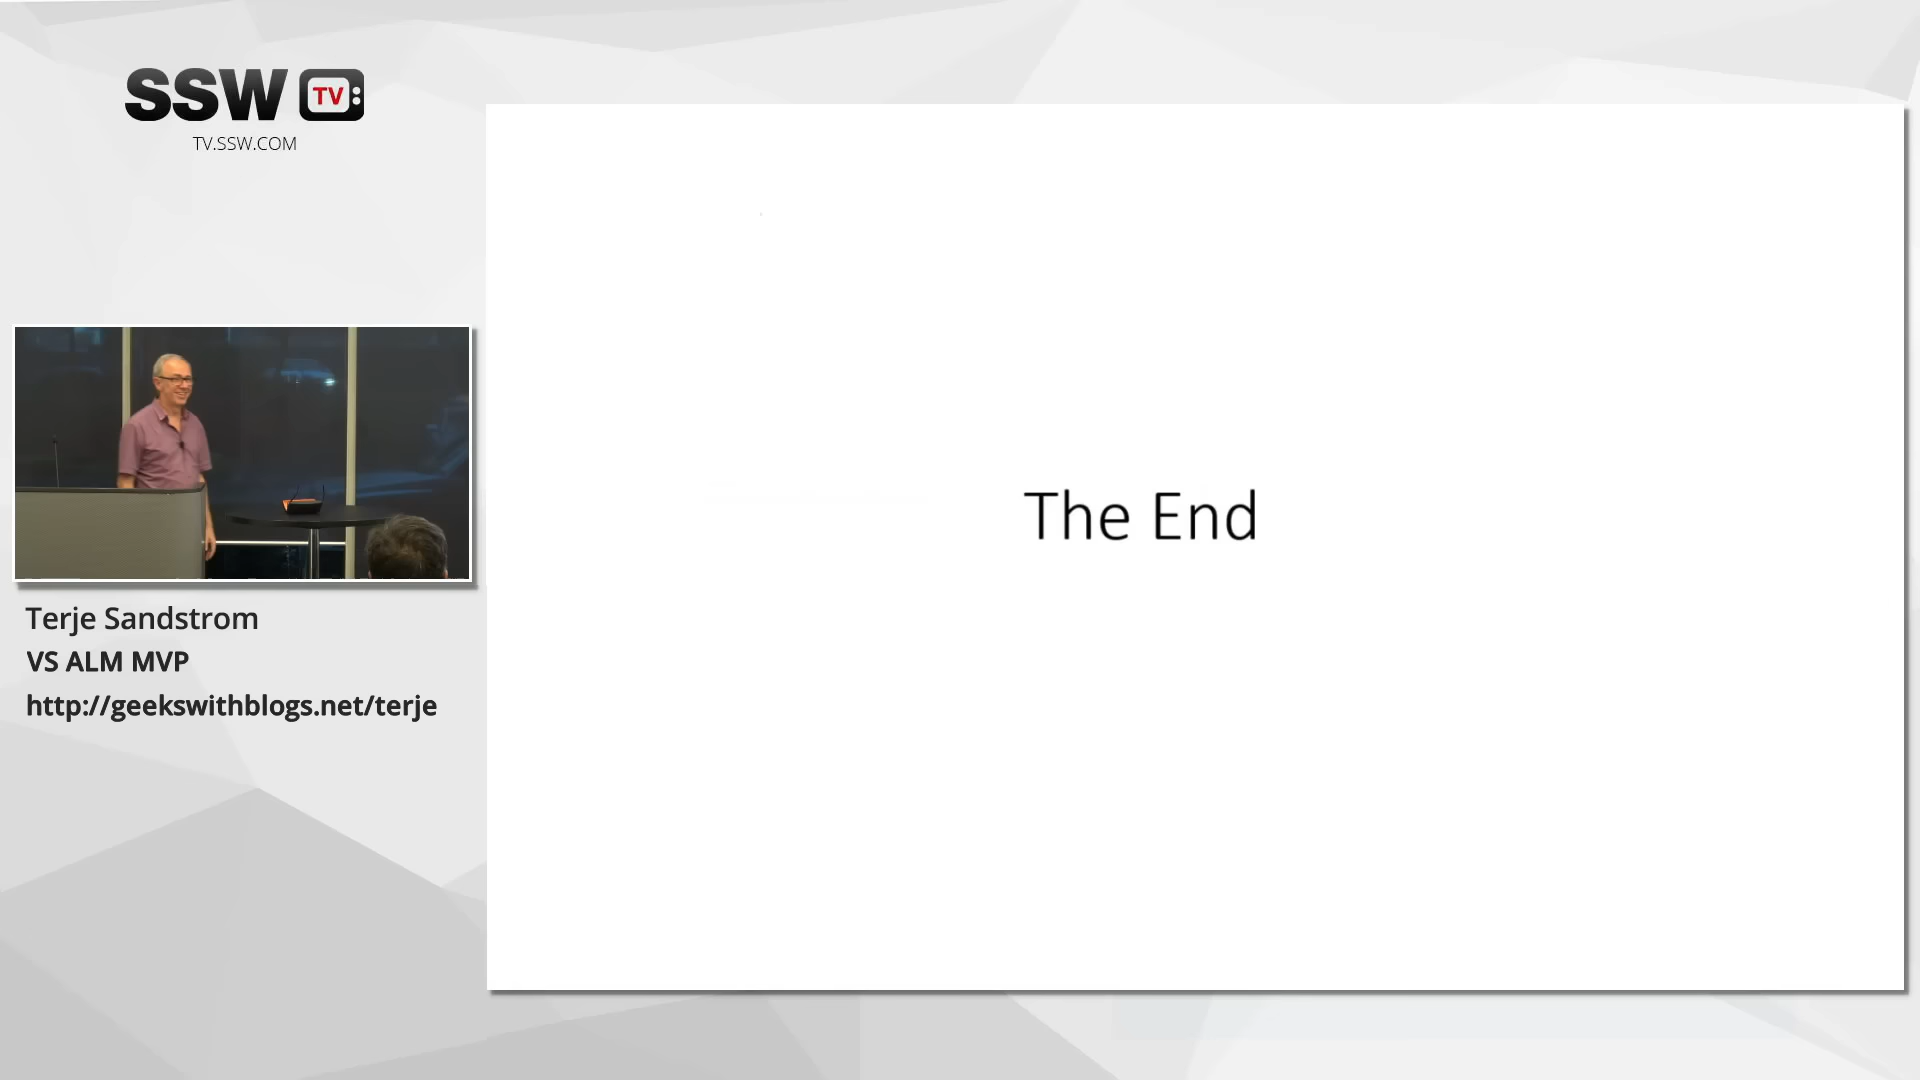 SSW TV
TV.SSW.COM
The End
Terje Sandstrom
VS ALM MVP
http://geekswithblogs.net/terje